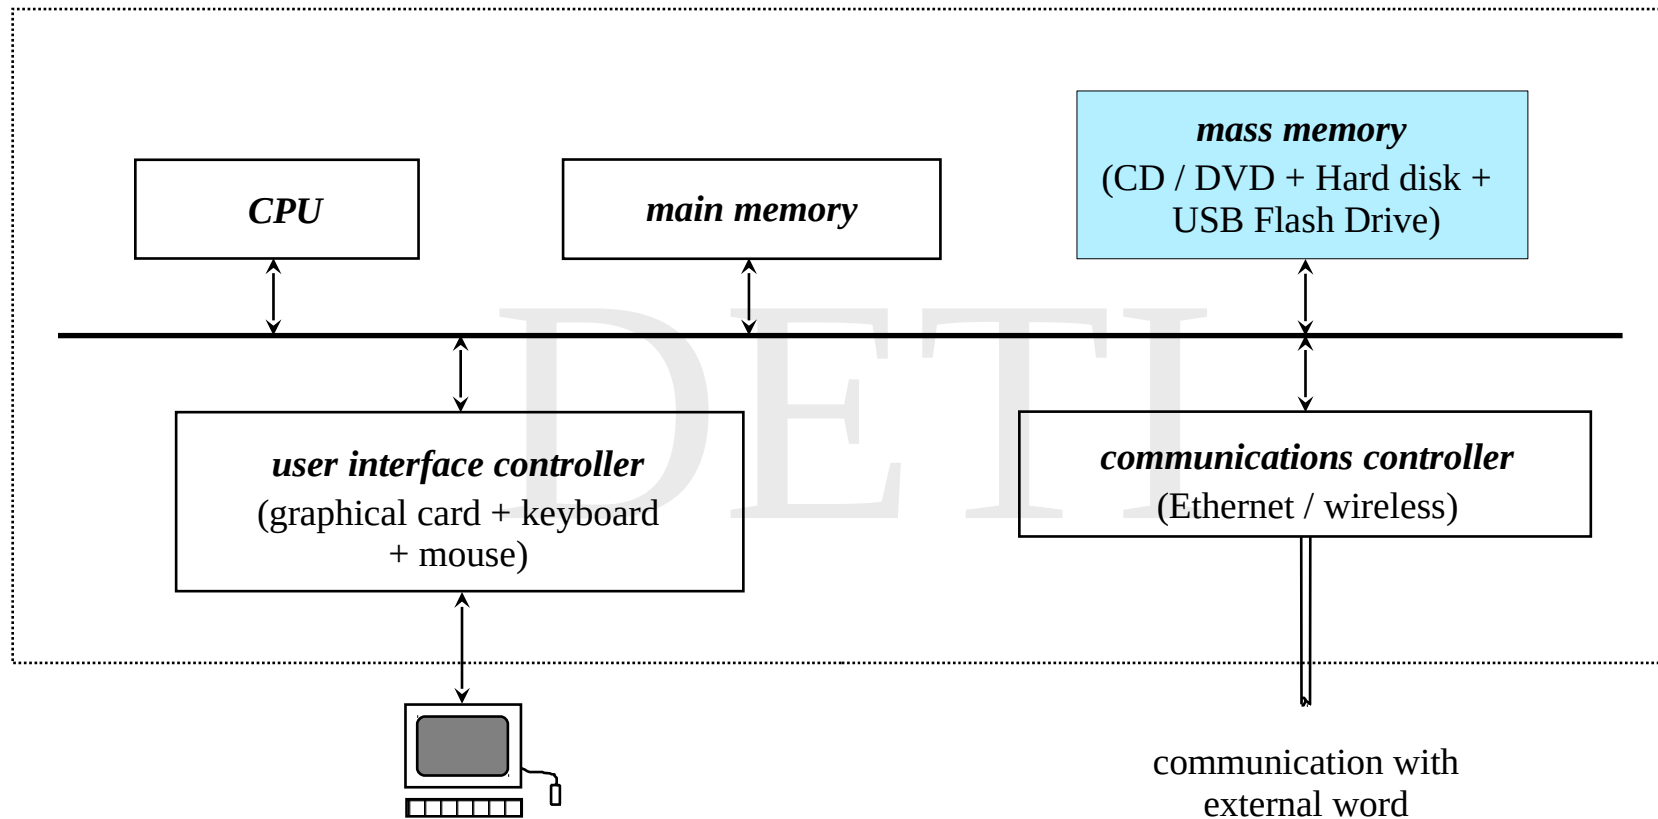 mass memory
(CD / DVD + Hard disk +
USB Flash Drive)
CPU
main memory
DETI
user interface controller
(graphical card + keyboard
+ mouse)
communications controller
(Ethernet / wireless)
communication with
external word